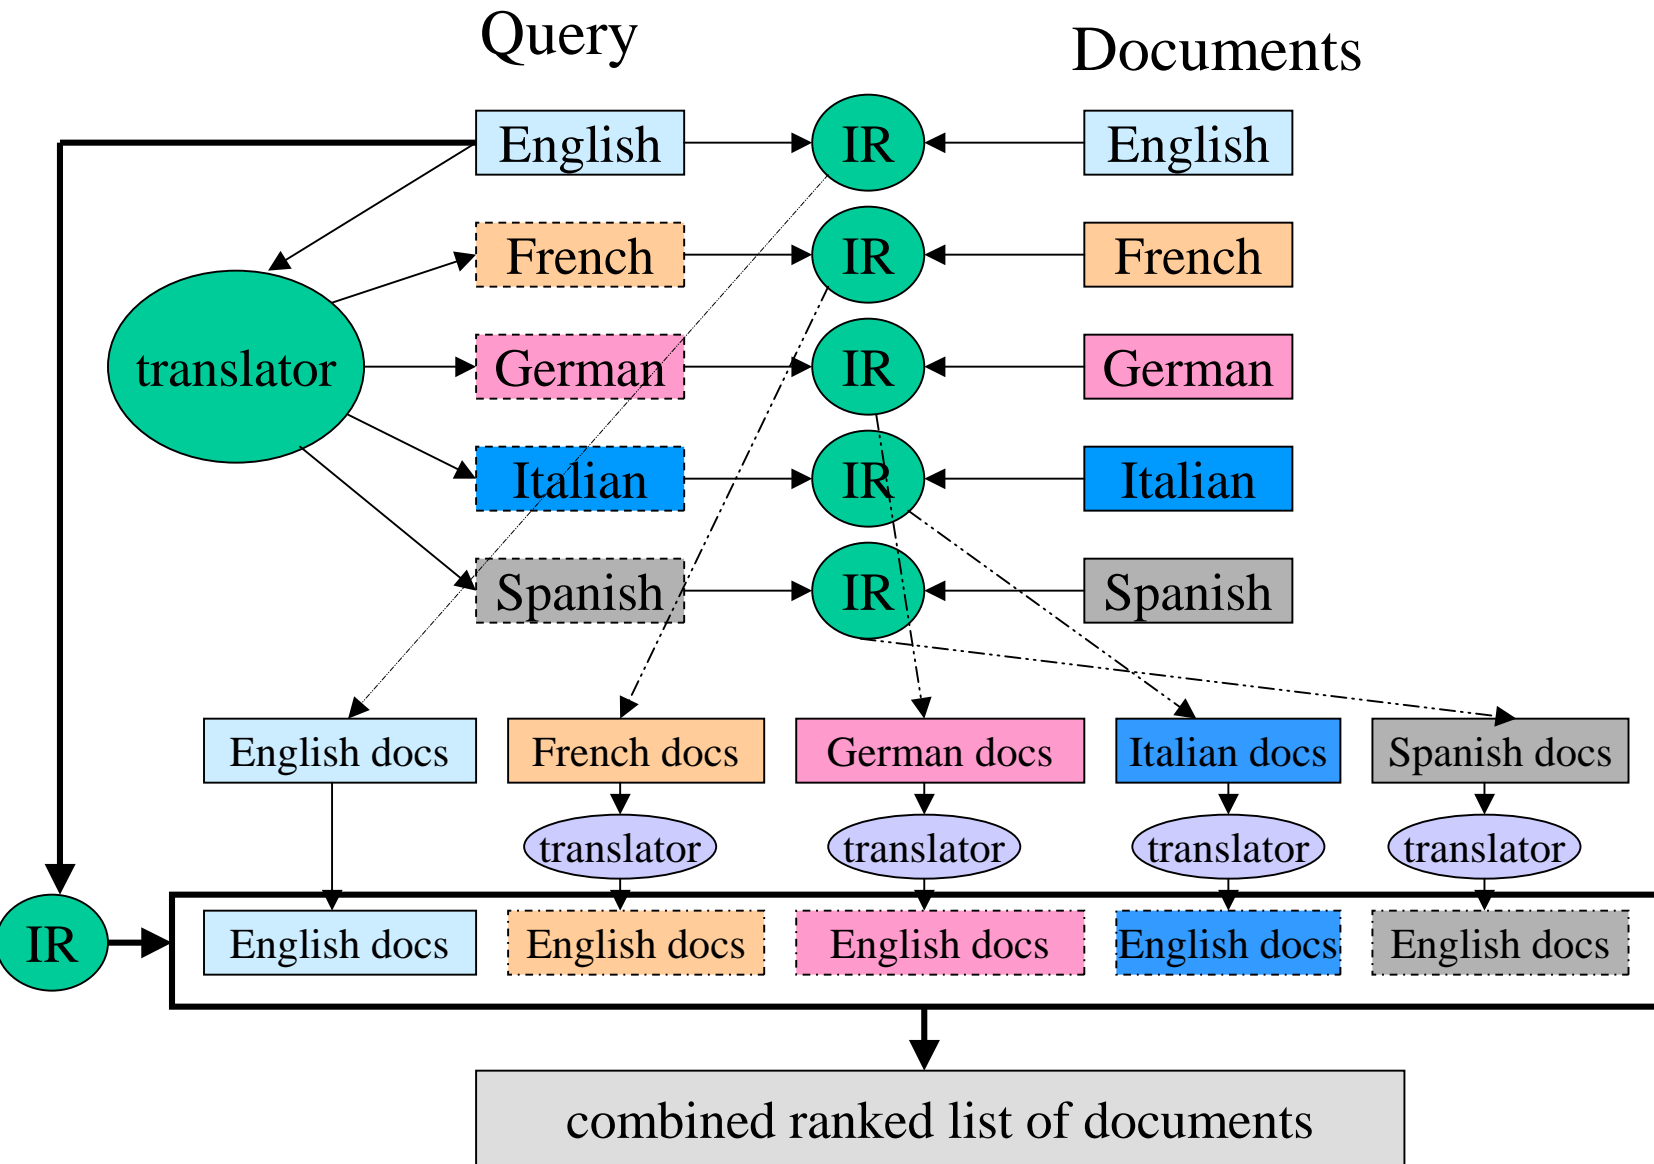 Query
Documents
English
IR
English
French
IR
French
translator
German
IR
German
Italian
IR
Italian
Spanish
IR
Spanish
English docs
French docs
German docs
Italian docs
Spanish docs
translator
translator
translator
translator
IR
English docs
English docs
English docs
English docs
English docs
combined ranked list of documents